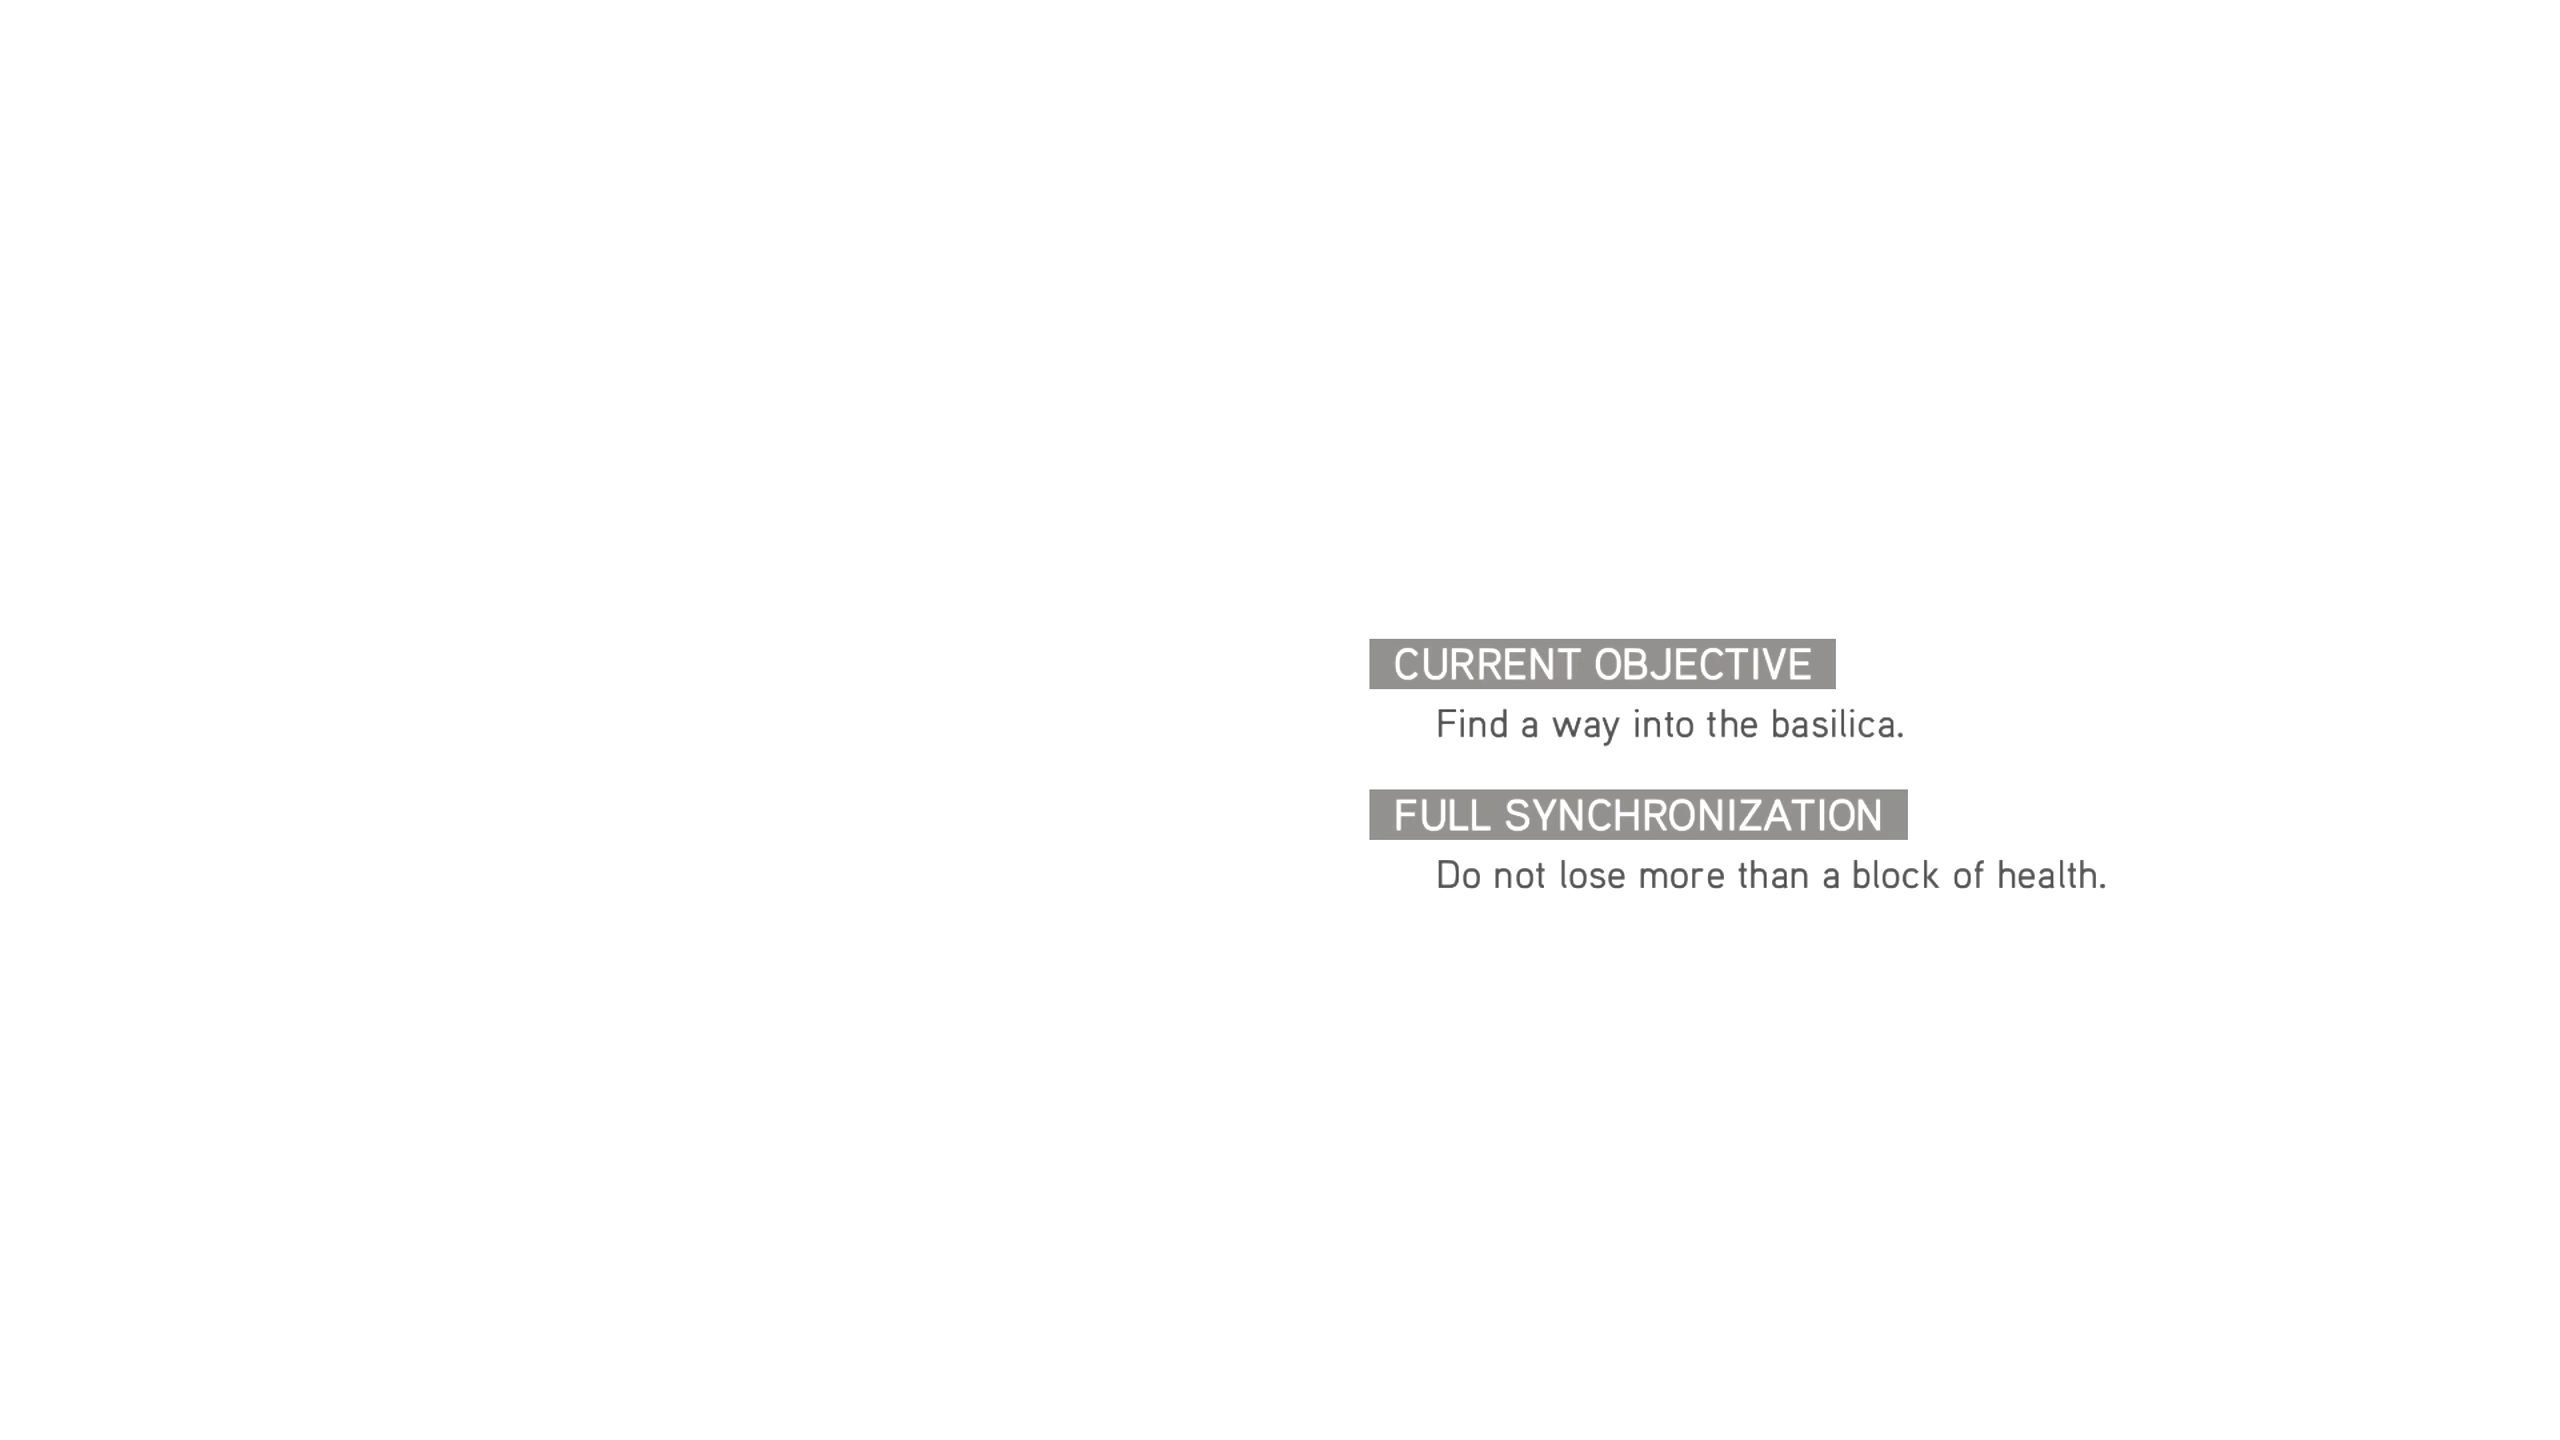 CURRENT OBJECTIVE
Find a way into the basilica.
FULL SYNCHRONIZATION
Do not lose more than a block of health.